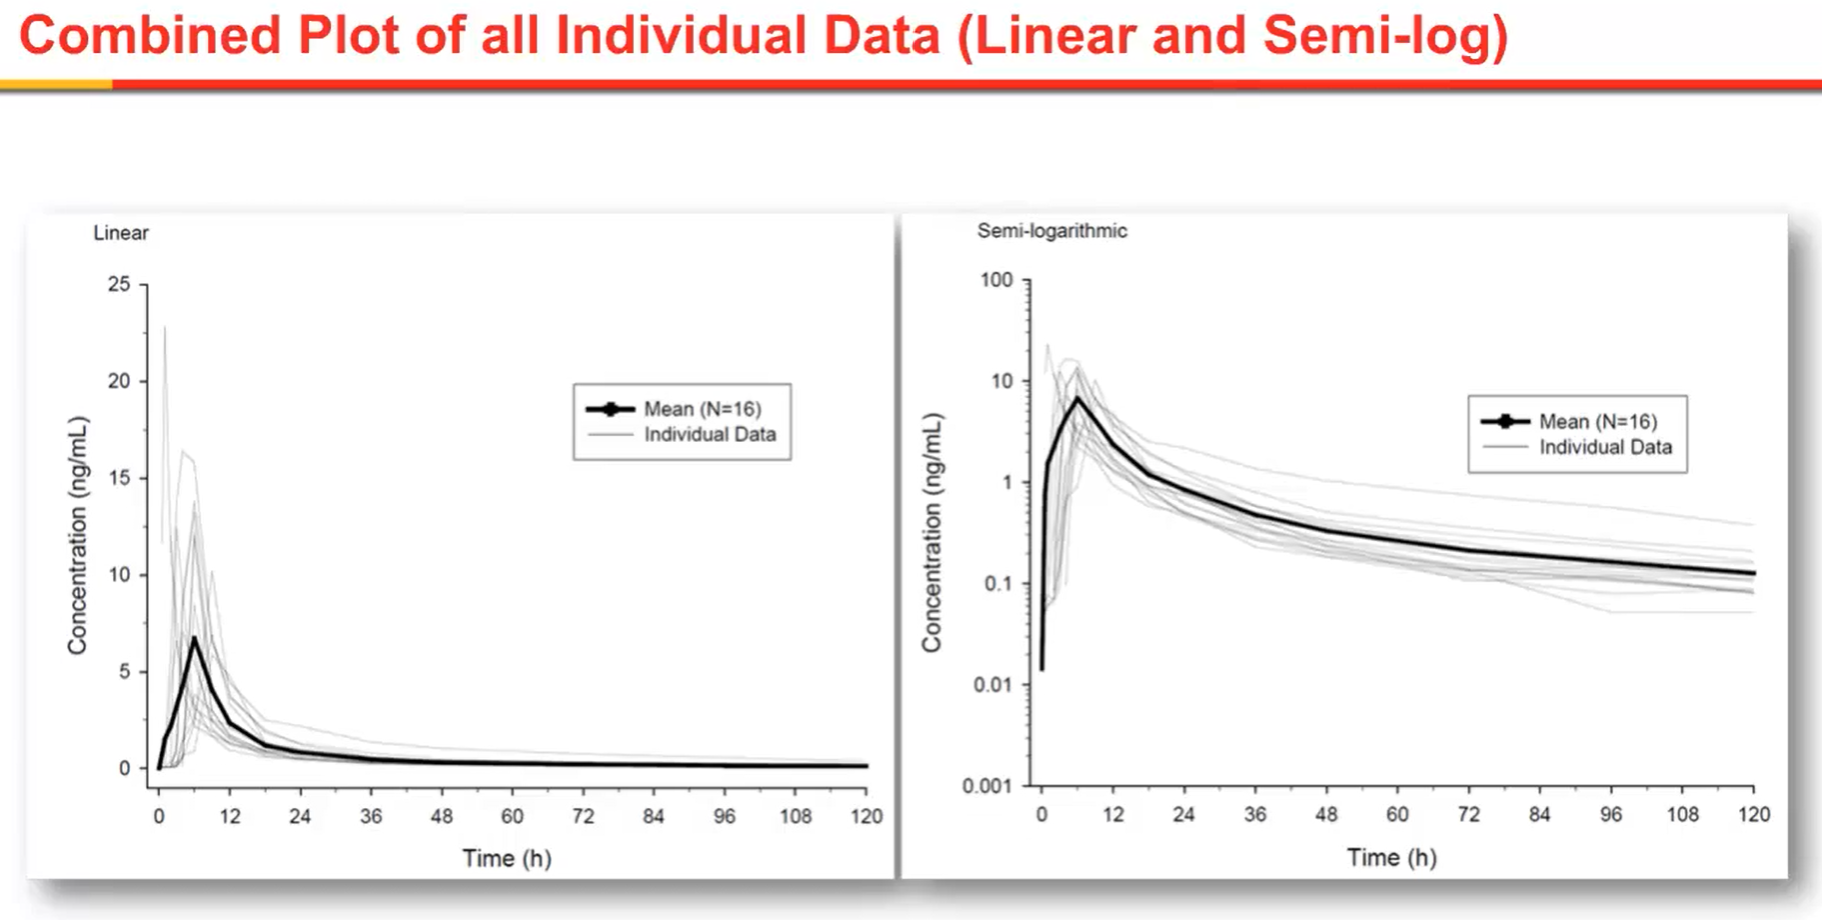 Combined Plot of all Individual Data (Linear and Semi-log)
Linear
25
20
15
10
5
0
Concentration (ng/mL)
Mean (N=16)
Individual Data
0 12 24 36 48 60 72 84 96 108 120
Time (h)
Semi-logarithmic
100
10
1
0.1
0.01
0.001
Concentration (ng/mL)
Mean (N=16)
Individual Data
0 12 24 36 48 60 72 84 96 108 120
Time (h)